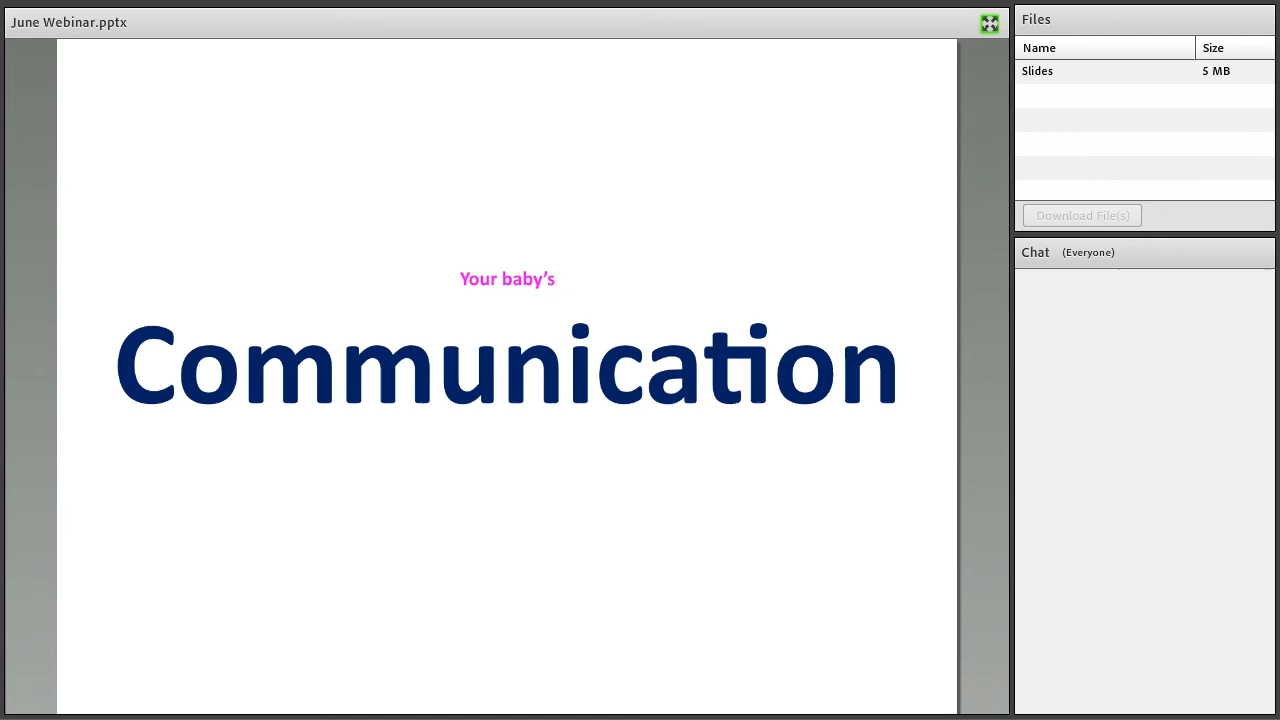 June Webinar.pptx
Your baby’s
Communication
Files
Name Size
Slides 5 MB
Download File(s)
Chat (Everyone)